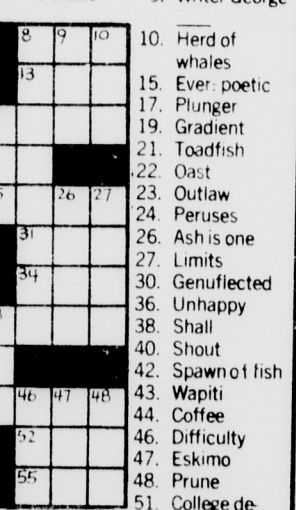 8 9 10
13
26 27
31
34
46 47 48
52
55
10. Herd of
whales
15. Ever: poetic
17. Plunger
19. Gradient
21. Toadfish
22. Oast
23. Outlaw
24. Peruses
26. Ash is one
27. Limits
30. Genuflected
36. Unhappy
38. Shall
40. Shout
42. Spawn of fish
43. Wapiti
44. Coffee
46. Difficulty
47. Eskimo
48. Prune
51. College de-